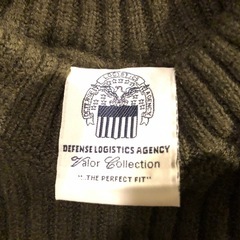 DEFENSE LOGISTICS AGENCY
Valor Collection
"..THE PERFECT FIT"